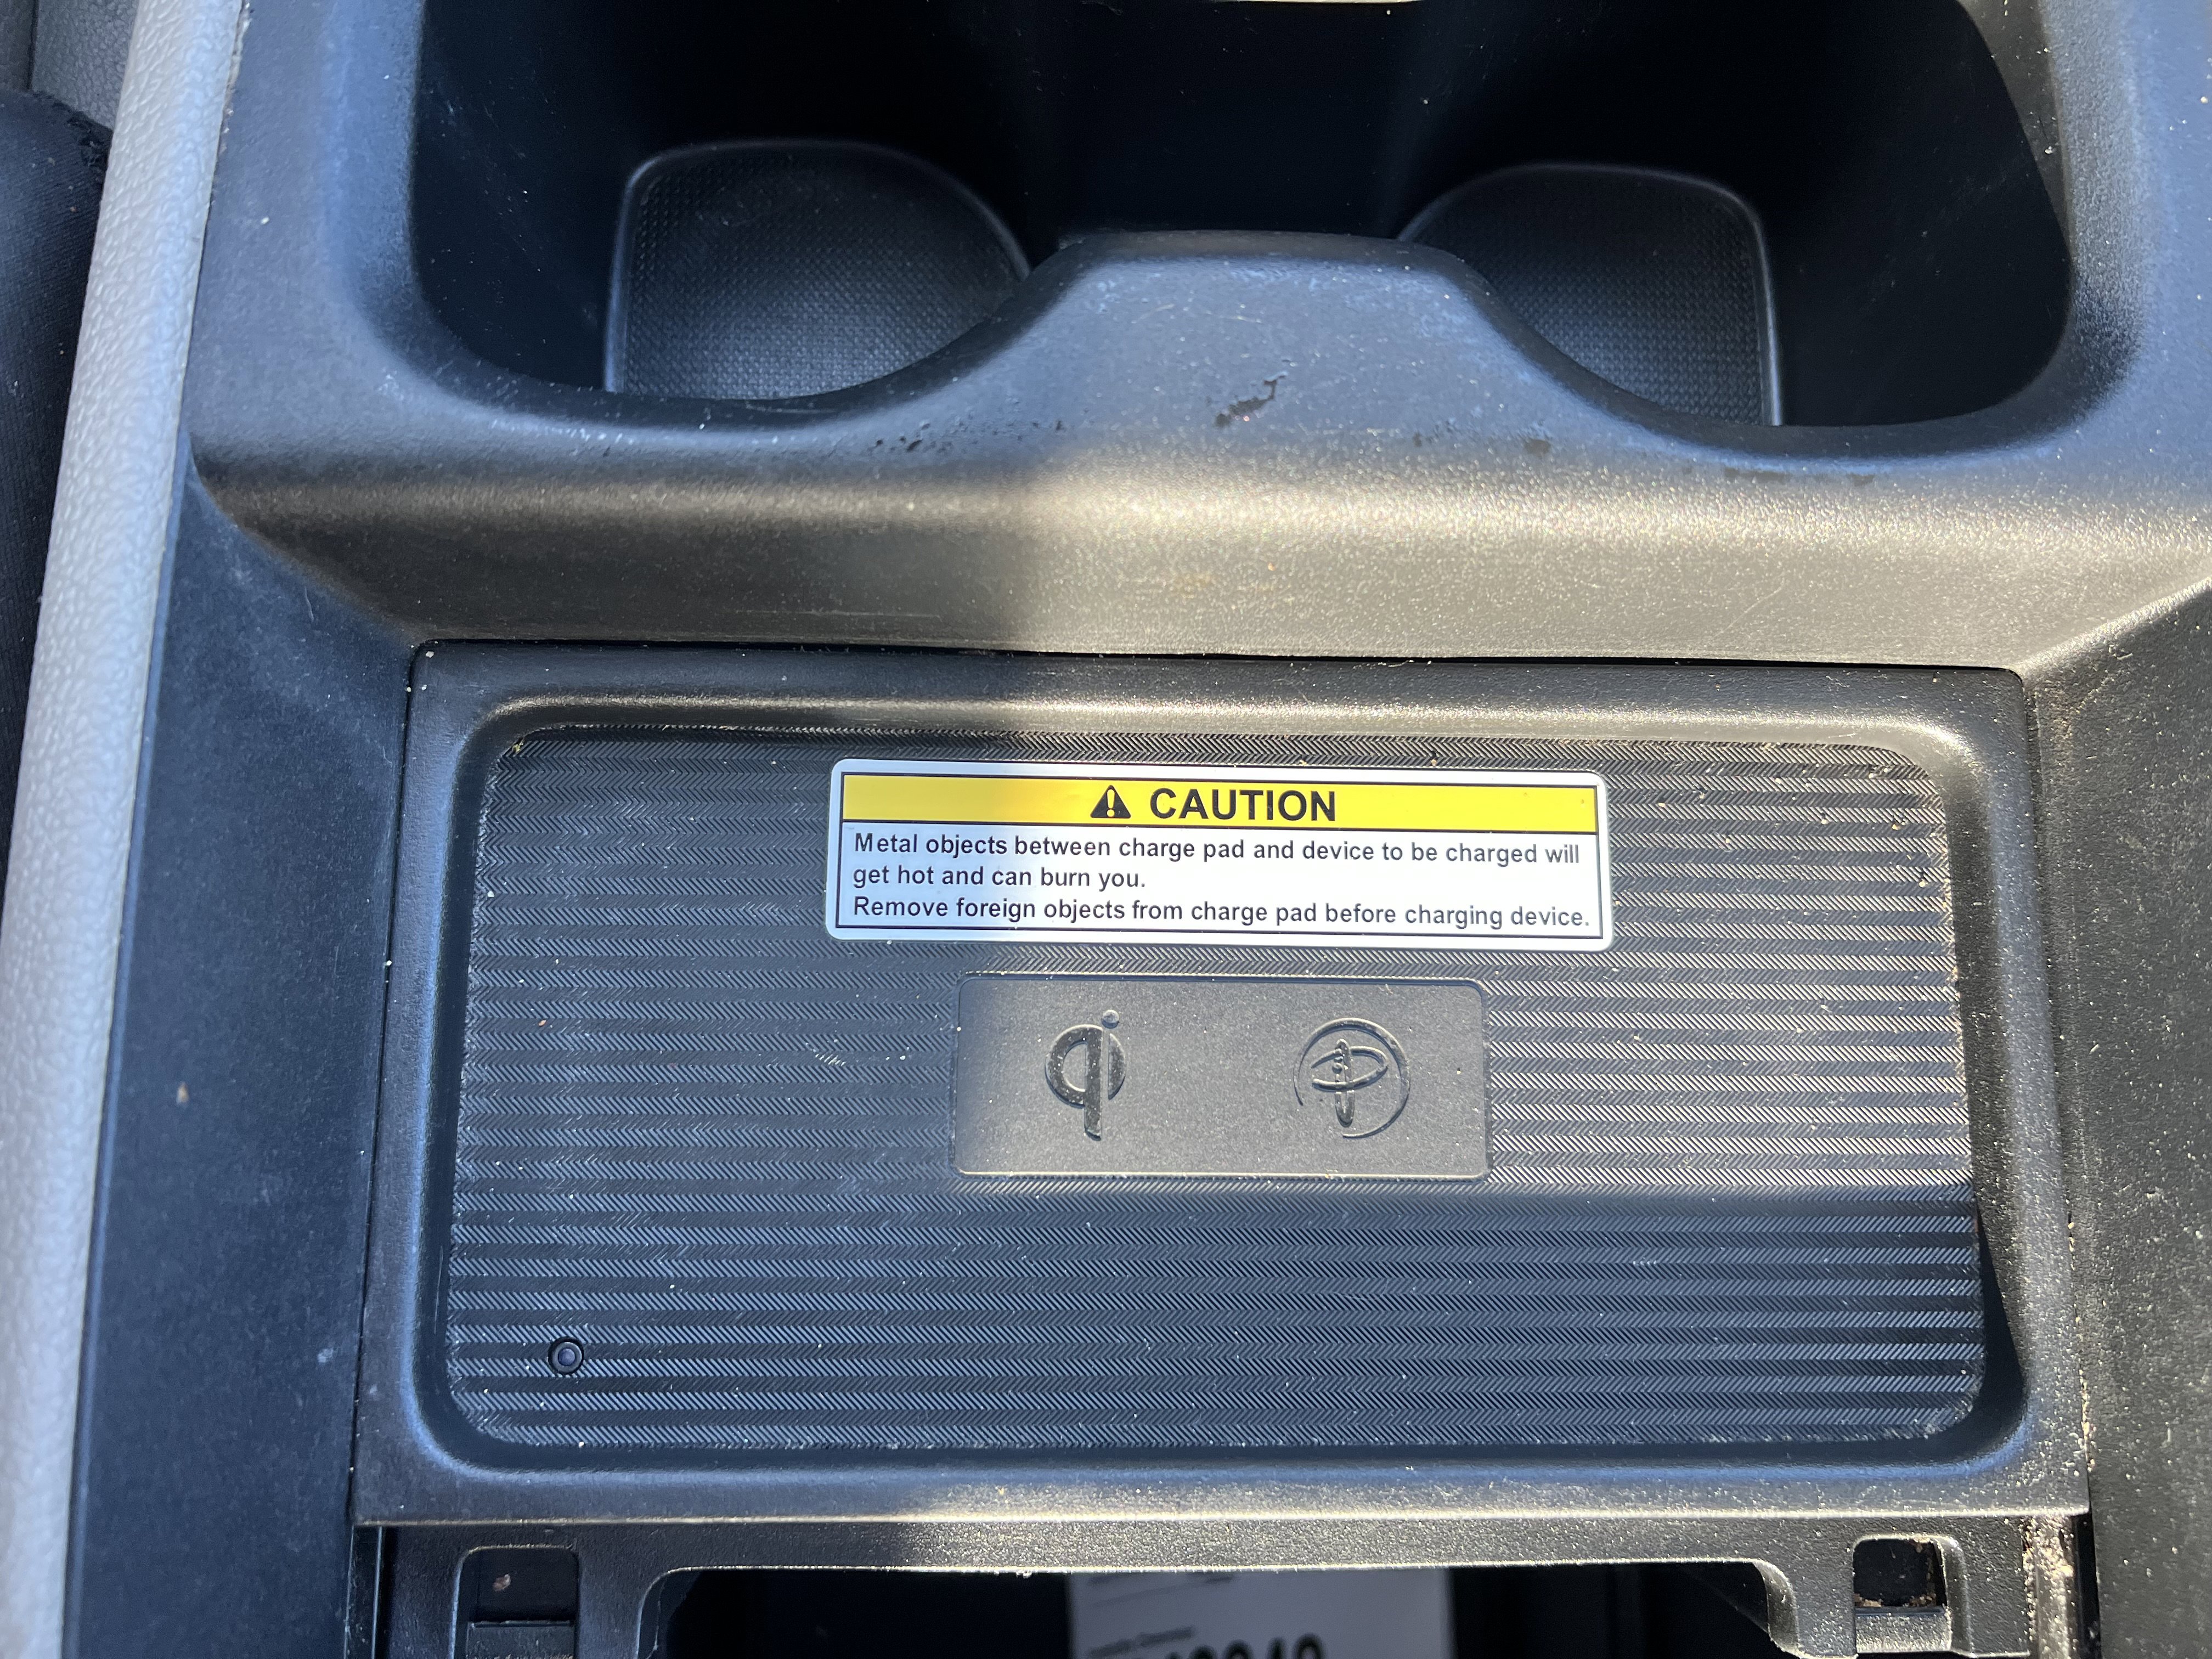 CAUTION
Metal objects between charge pad and device to be charged will
get hot and can burn you.
Remove foreign objects from charge pad before charging device.
qi